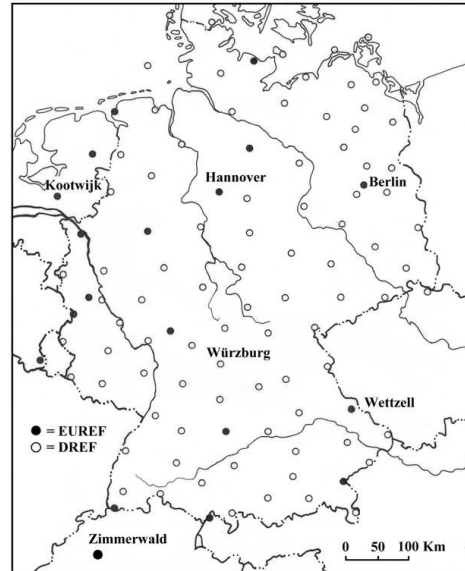 Kootwijk
Hannover
Berlin
Würzburg
Wettzell
= EUREF
= DREF
Zimmerwald
0 50 100 Km